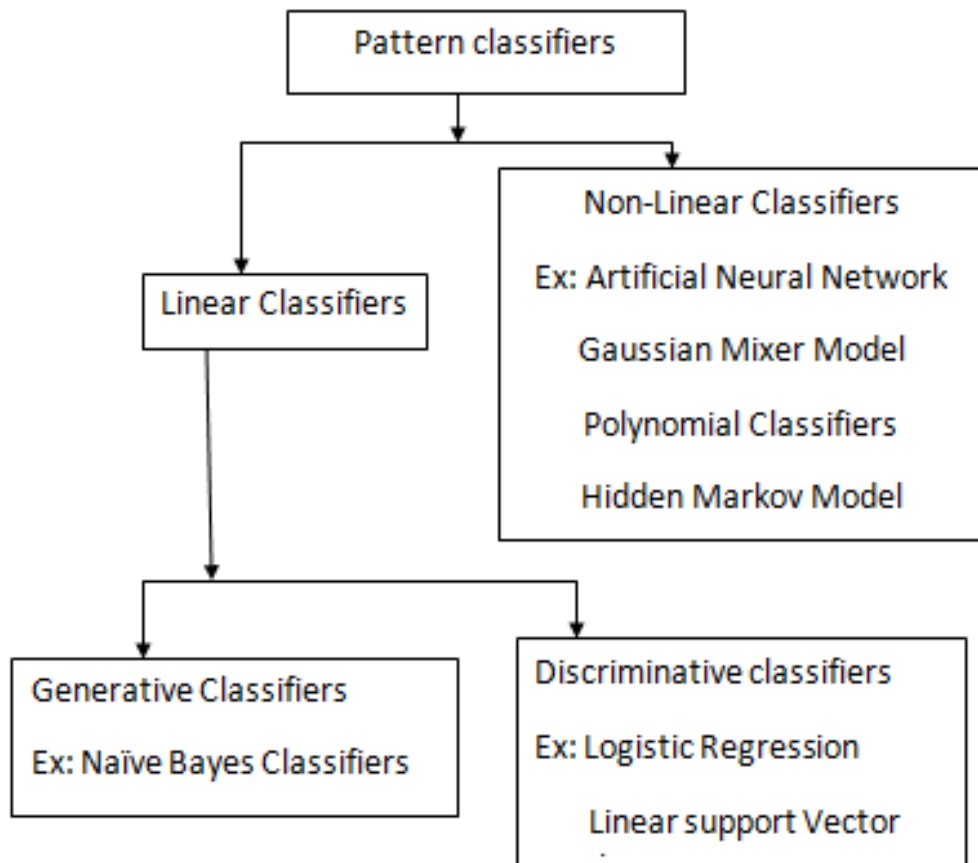 Pattern classifiers
Non-Linear Classifiers
Ex: Artificial Neural Network
Gaussian Mixer Model
Polynomial Classifiers
Hidden Markov Model
Linear Classifiers
Generative Classifiers
Ex: Naïve Bayes Classifiers
Discriminative classifiers
Ex: Logistic Regression
Linear support Vector